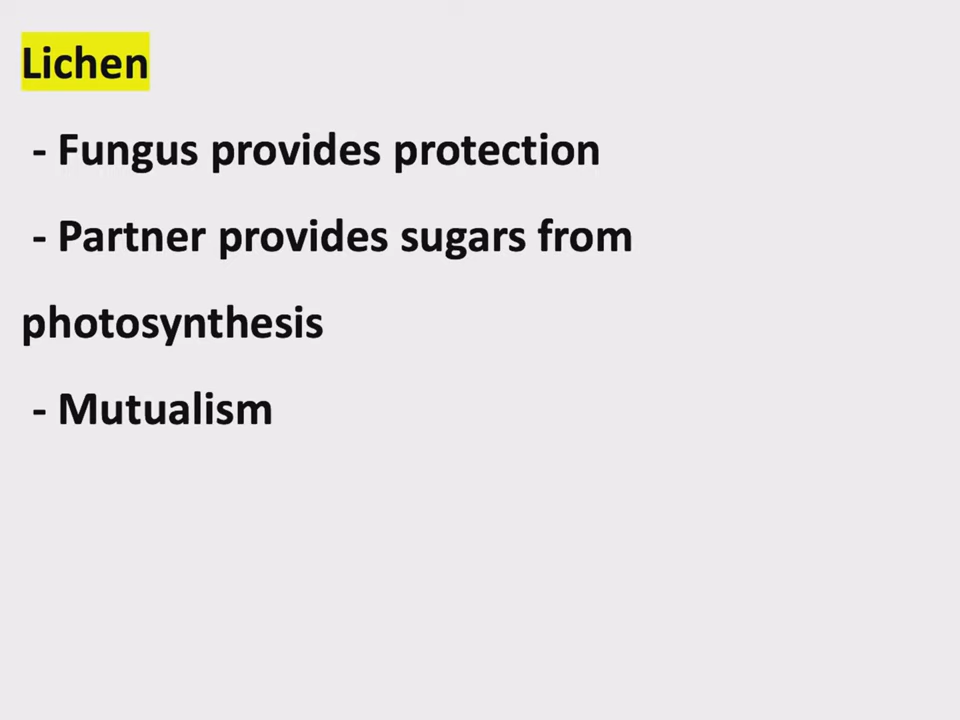 Lichen
- Fungus provides protection
- Partner provides sugars from
photosynthesis
- Mutualism